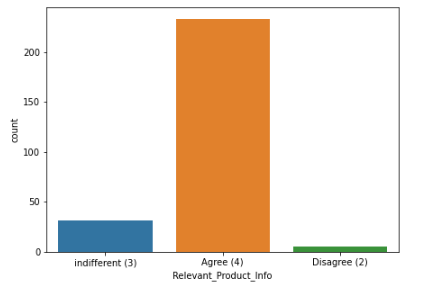 200
150
100
50
0
count
indifferent (3) Agree (4) Disagree (2)
Relevant_Product_Info